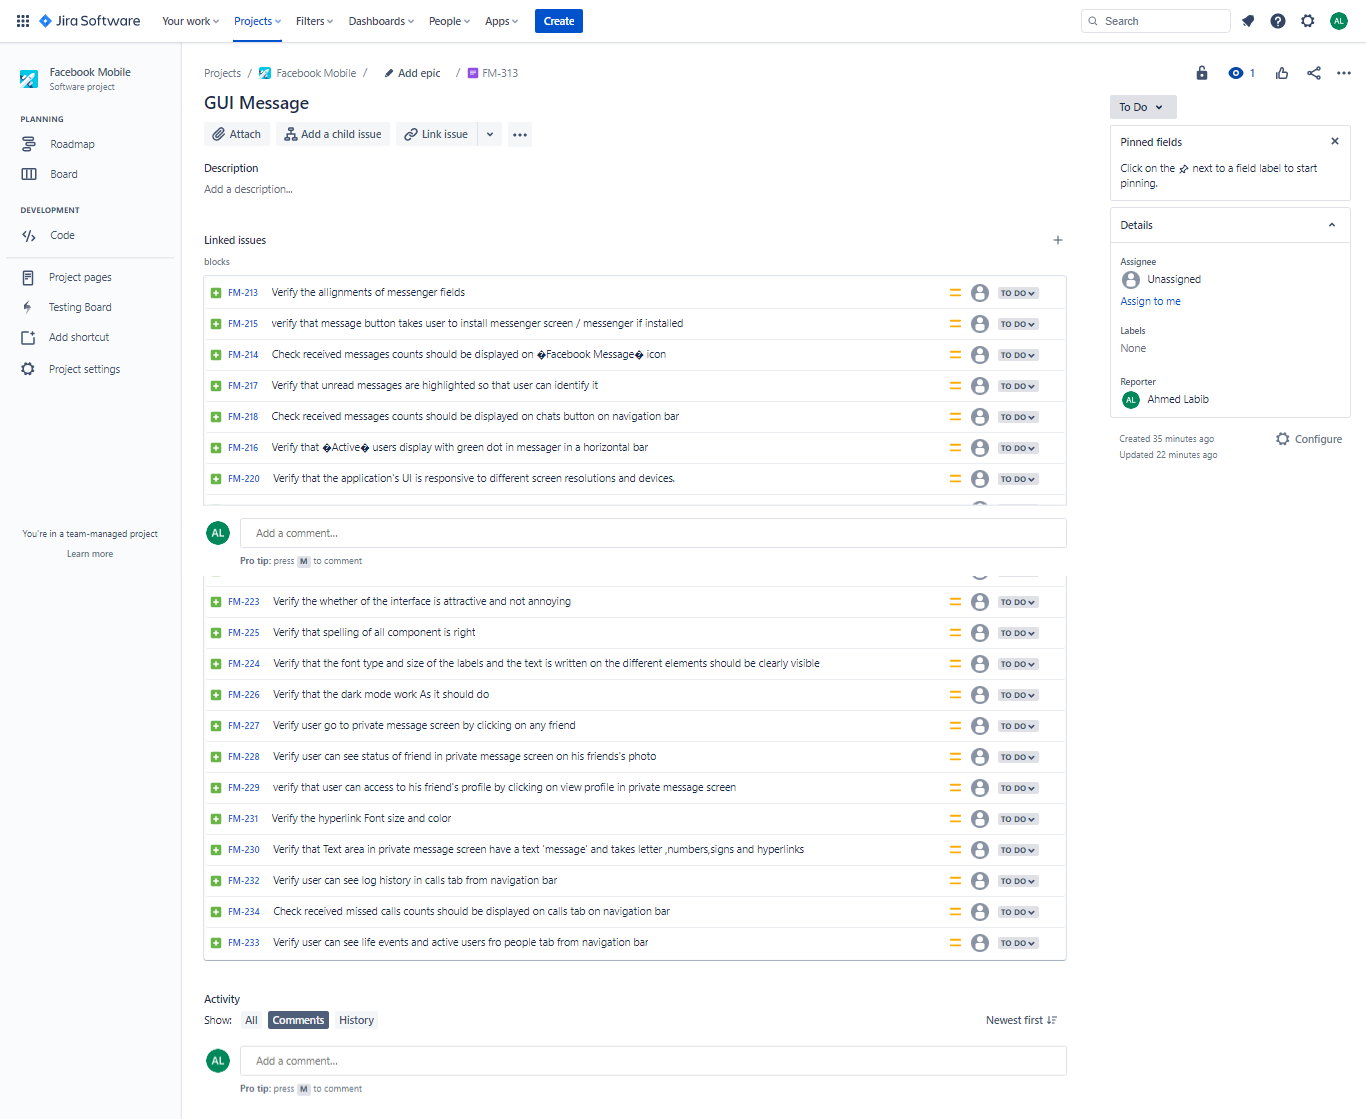 Jira Software
Your work
Projects
Filters
Dashboards
People
Apps
Create
Search
AL
Facebook Mobile
Software project
PLANNING
Roadmap
Board
DEVELOPMENT
Code
Project pages
Testing Board
Add shortcut
Project settings
You're in a team-managed project
Learn more
Projects / Facebook Mobile / Add epic / FM-313
1
GUI Message
Attach
Add a child issue
Link issue
Description
Add a description...
Linked issues
blocks
FM-213 Verify the allignments of messenger fields TO DO
FM-215 verify that message button takes user to install messenger screen / messenger if installed TO DO
FM-214 Check received messages counts should be displayed on �Facebook Message� icon TO DO
FM-217 Verify that unread messages are highlighted so that user can identify it TO DO
FM-218 Check received messages counts should be displayed on chats button on navigation bar TO DO
FM-216 Verify that �Active� users display with green dot in messager in a horizontal bar TO DO
FM-220 Verify that the application's UI is responsive to different screen resolutions and devices. TO DO
AL
Add a comment...
Pro tip: press M to comment
FM-223 Verify the whether of the interface is attractive and not annoying TO DO
FM-225 Verify that spelling of all component is right TO DO
FM-224 Verify that the font type and size of the labels and the text is written on the different elements should be clearly visible TO DO
FM-226 Verify that the dark mode work As it should do TO DO
FM-227 Verify user go to private message screen by clicking on any friend TO DO
FM-228 Verify user can see status of friend in private message screen on his friends's photo TO DO
FM-229 verify that user can access to his friend's profile by clicking on view profile in private message screen TO DO
FM-231 Verify the hyperlink Font size and color TO DO
FM-230 Verify that Text area in private message screen have a text 'message' and takes letter ,numbers,signs and hyperlinks TO DO
FM-232 Verify user can see log history in calls tab from navigation bar TO DO
FM-234 Check received missed calls counts should be displayed on calls tab on navigation bar TO DO
FM-233 Verify user can see life events and active users fro people tab from navigation bar TO DO
Activity
Show: All Comments History
Newest first
AL
Add a comment...
Pro tip: press M to comment
To Do
Pinned fields
Click on the next to a field label to start
pinning.
Details
Assignee
Unassigned
Assign to me
Labels
None
Reporter
AL Ahmed Labib
Created 35 minutes ago
Updated 22 minutes ago
Configure